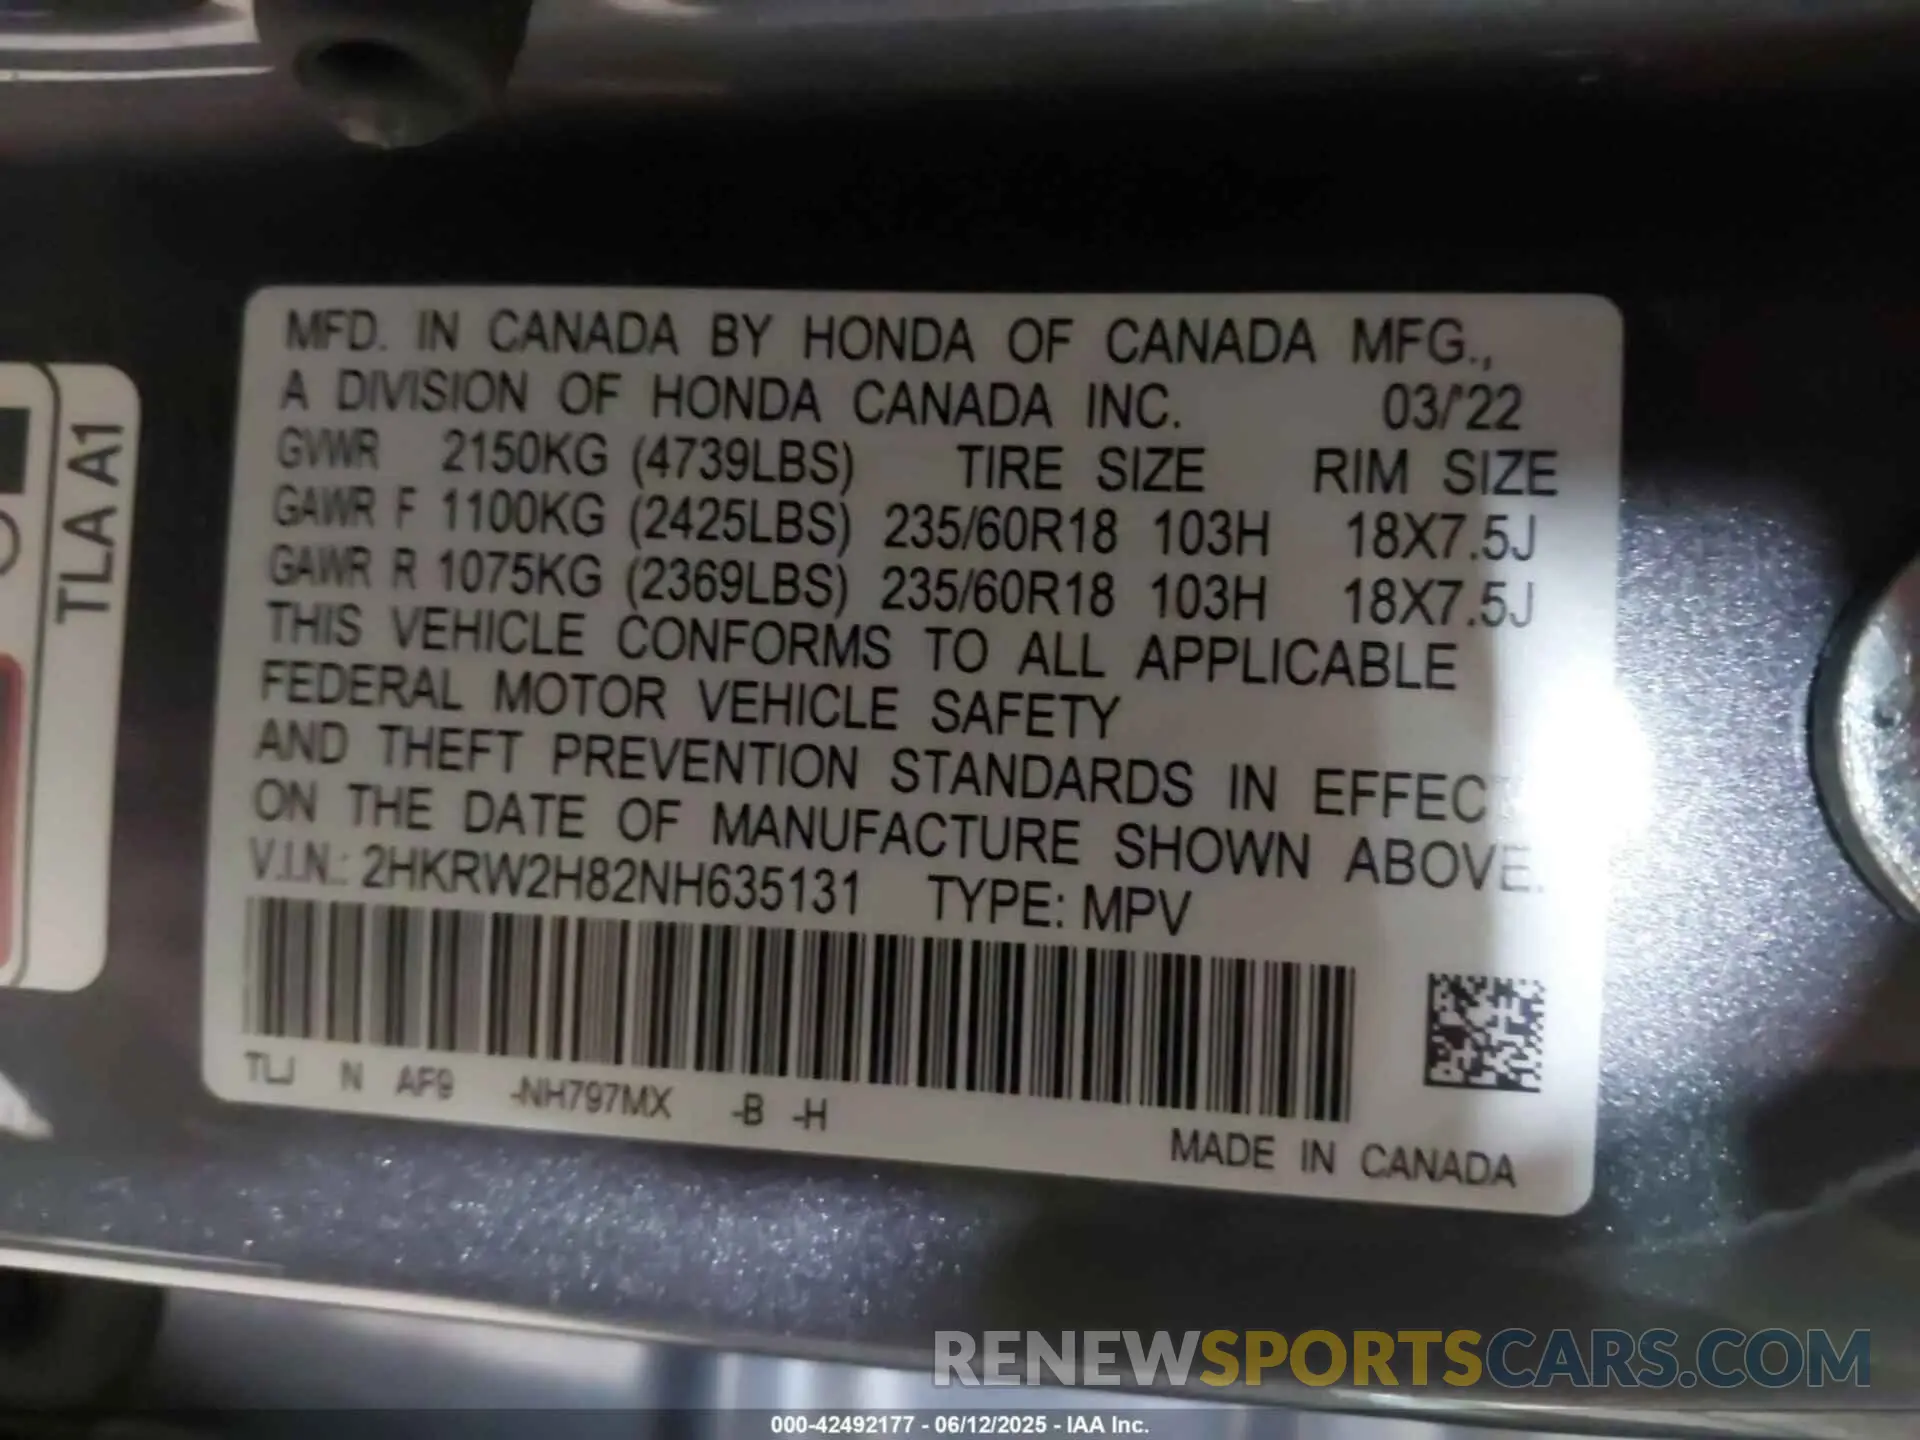 MFD. IN CANADA BY HONDA OF CANADA MFG.,
A DIVISION OF HONDA CANADA INC. 03/'22
GVWR 2150KG (4739LBS) TIRE SIZE RIM SIZE
GAWR F 1100KG (2425LBS) 235/60R18 103H 18X7.5J
GAWR R 1075KG (2369LBS) 235/60R18 103H 18X7.5J
THIS VEHICLE CONFORMS TO ALL APPLICABLE
FEDERAL MOTOR VEHICLE SAFETY
AND THEFT PREVENTION STANDARDS IN EFFECT
ON THE DATE OF MANUFACTURE SHOWN ABOVE.
V.I.N.: 2HKRW2H82NH635131 TYPE: MPV
TLJ N AF9 -NH797MX -B -H
MADE IN CANADA
TLA A1
RENEWSPORTSCARS.COM
000-42492177 - 06/12/2025 - IAA Inc.